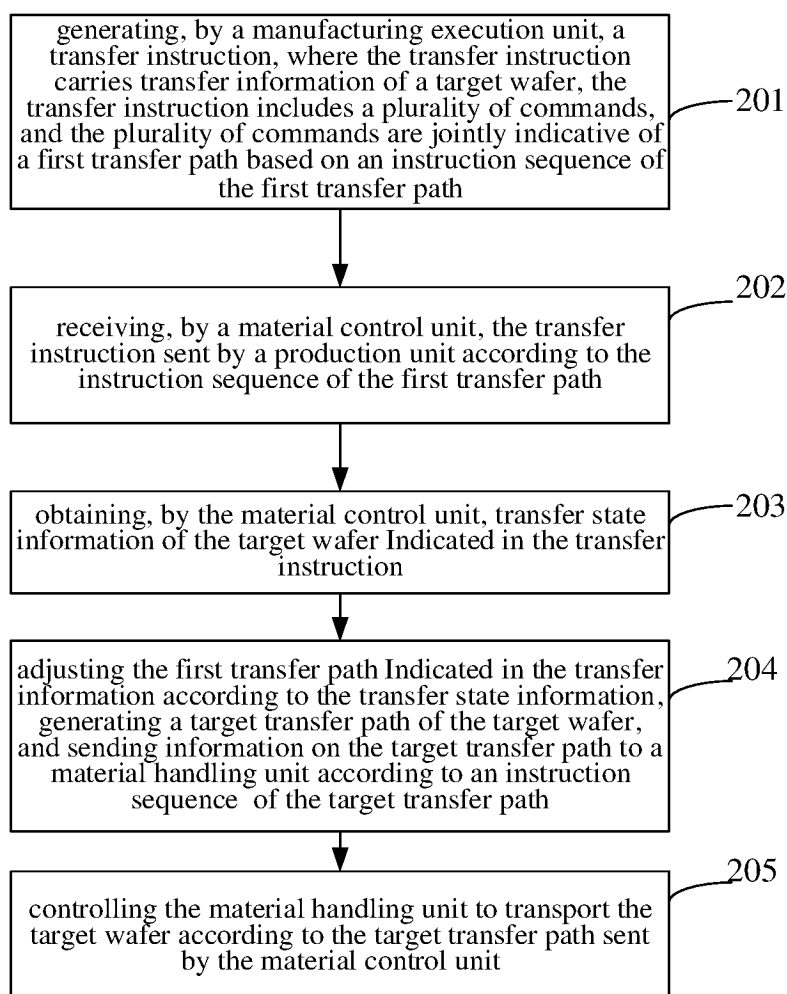 generating, by a manufacturing execution unit, a
transfer instruction, where the transfer instruction
carries transfer information of a target wafer, the
transfer instruction includes a plurality of commands,
and the plurality of commands are jointly indicative of
a first transfer path based on an instruction sequence of
the first transfer path
201
receiving, by a material control unit, the transfer
instruction sent by a production unit according to the
instruction sequence of the first transfer path
202
obtaining, by the material control unit, transfer state
information of the target wafer Indicated in the transfer
instruction
203
adjusting the first transfer path Indicated in the transfer
information according to the transfer state information,
generating a target transfer path of the target wafer,
and sending information on the target transfer path to a
material handling unit according to an instruction
sequence of the target transfer path
204
controlling the material handling unit to transport the
target wafer according to the target transfer path sent
by the material control unit
205